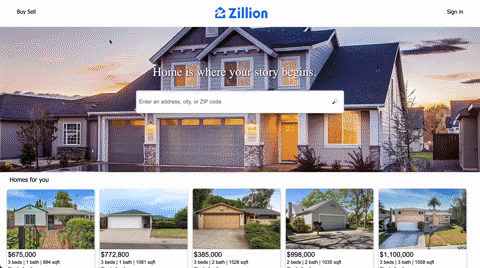 Buy Sell
Zillion
Sign in
Home is where your story begins.
Enter an address, city, or ZIP code
Homes for you
$675,000
3 beds | 2 bath | 884 sqft
$772,800
3 beds | 1 bath | 1081 sqft
$385,000
3 beds | 2 bath | 1528 sqft
$998,000
2 beds | 2 bath | 1035 sqft
$1,100,000
3 beds | 3 bath | 1558 sqft